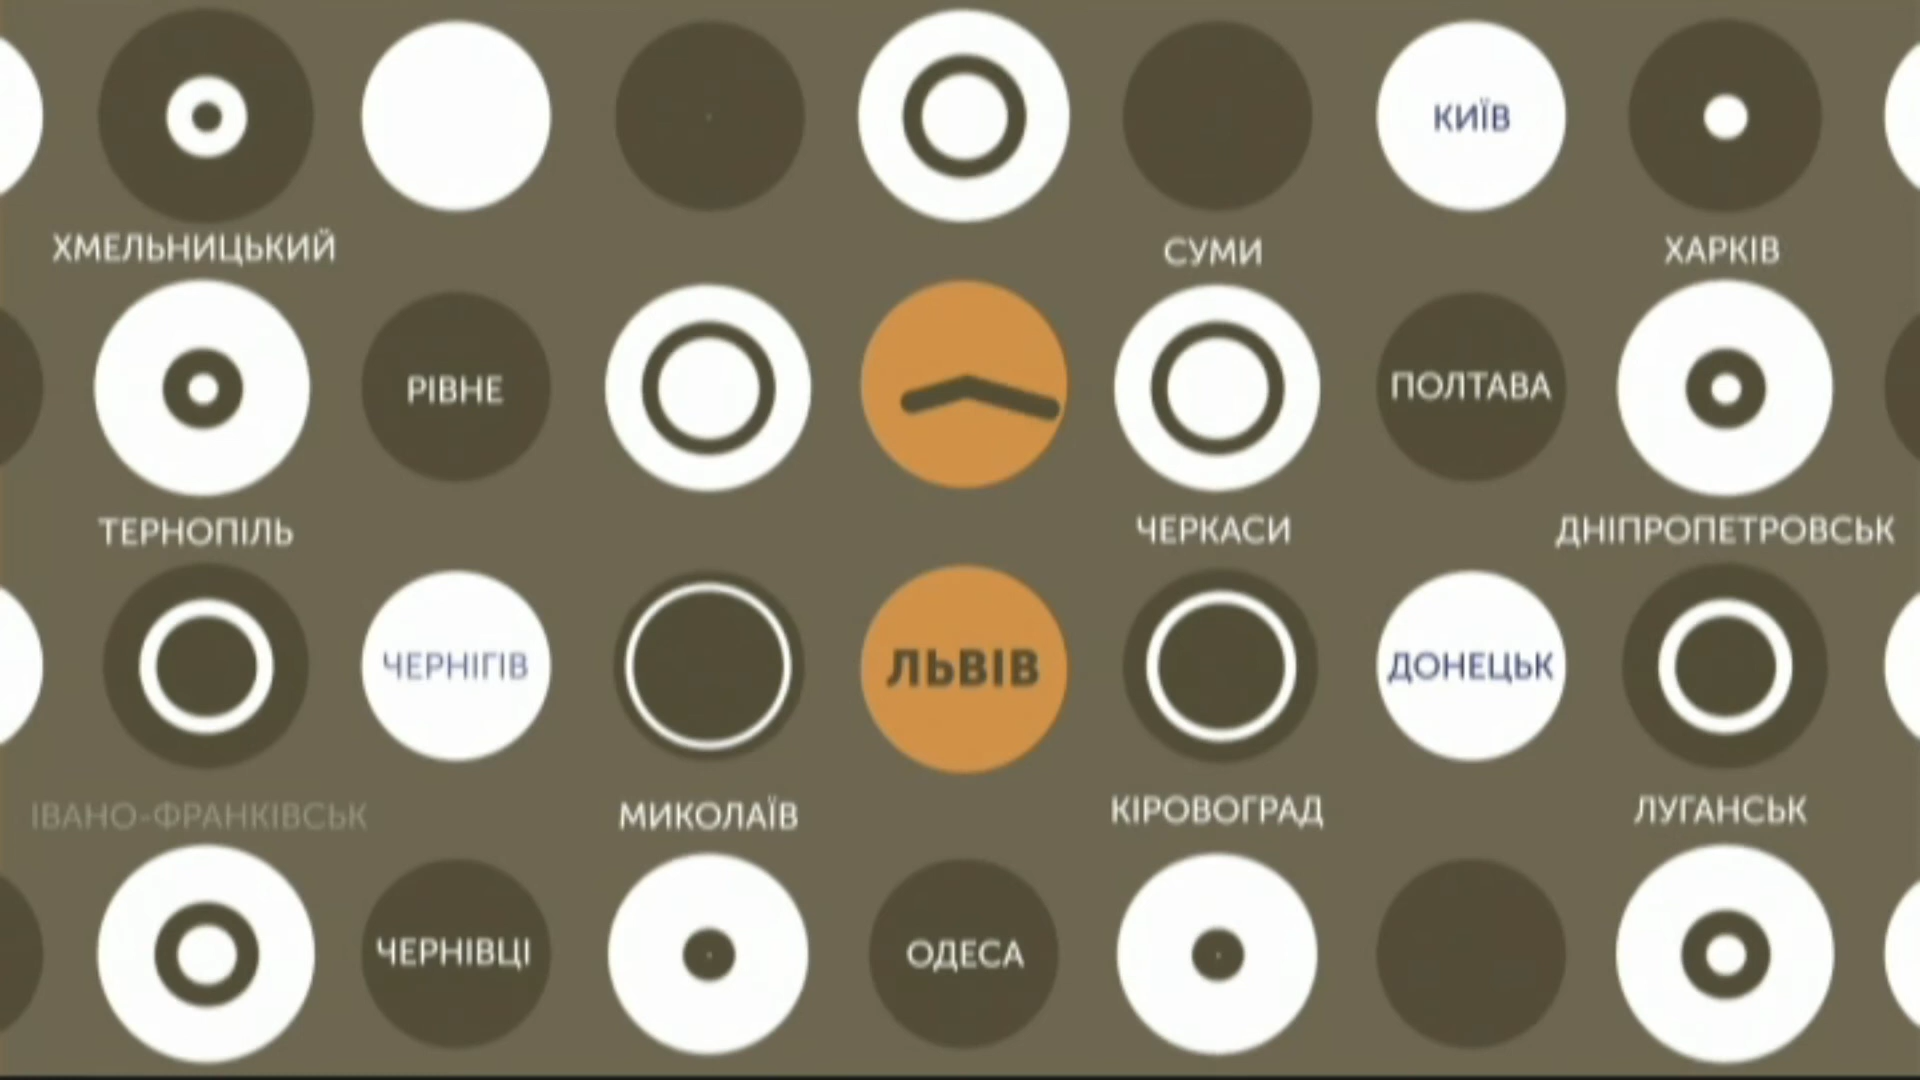 КИЇВ
ХМЕЛЬНИЦЬКИЙ
СУМИ
ХАРКІВ
РІВНЕ
ПОЛТАВА
ТЕРНОПІЛЬ
ЧЕРКАСИ
ДНІПРОПЕТРОВСЬК
ЧЕРНІГІВ
ЛЬВІВ
ДОНЕЦЬК
ІВАНО-ФРАНКІВСЬК
МИКОЛАЇВ
КІРОВОГРАД
ЛУГАНСЬК
ЧЕРНІВЦІ
ОДЕСА